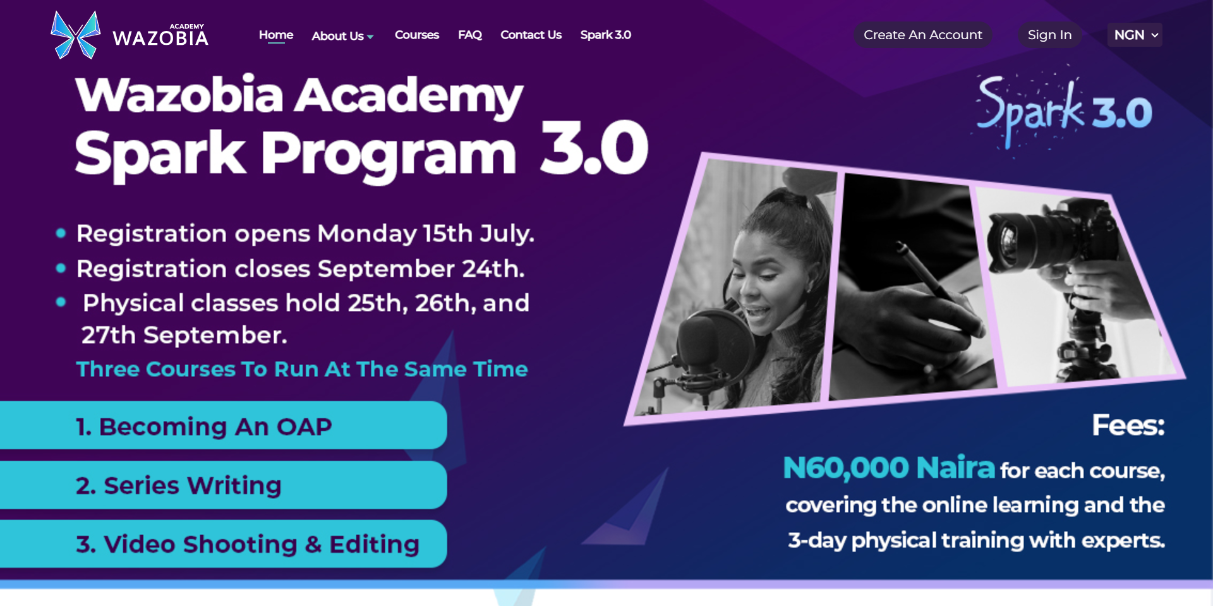 ACADEMY
WAZOBIA
Home
About Us
Courses
FAQ
Contact Us
Spark 3.0
Create An Account
Sign In
NGN
Wazobia Academy
Spark Program 3.0
Spark 3.0
Registration opens Monday 15th July.
Registration closes September 24th.
Physical classes hold 25th, 26th, and
27th September.
Three Courses To Run At The Same Time
1. Becoming An OAP
2. Series Writing
3. Video Shooting & Editing
Fees:
N60,000 Naira for each course,
covering the online learning and the
3-day physical training with experts.